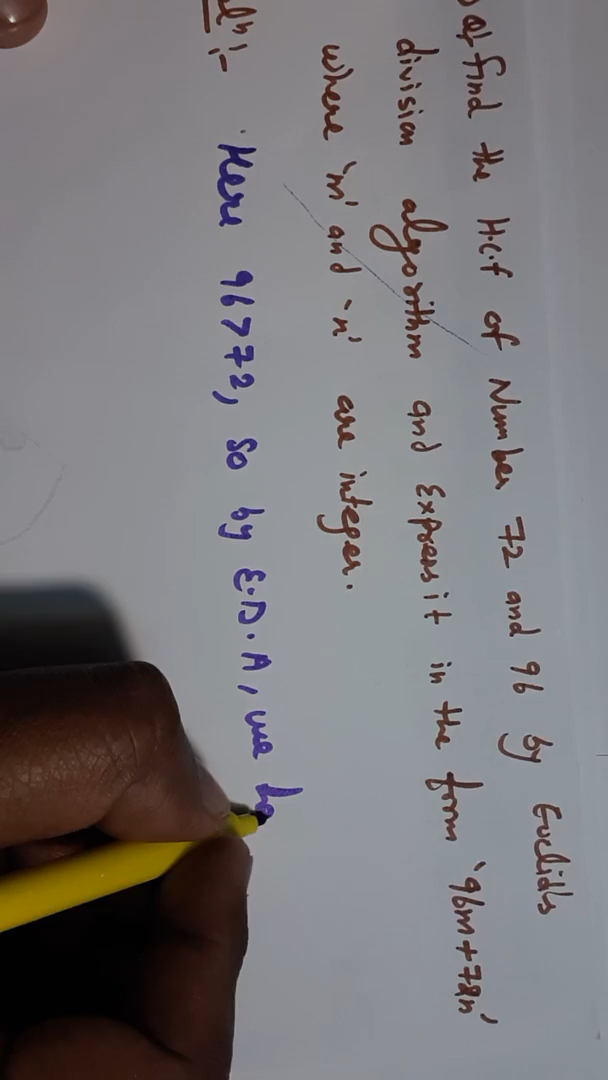 Q: find the H.C.F of Number 72 and 96 by Euclid's
division algorithm and Express it in the form '96m+72n'
where 'm' and 'n' are integer.
Here 96>72, so by E.D.A, we